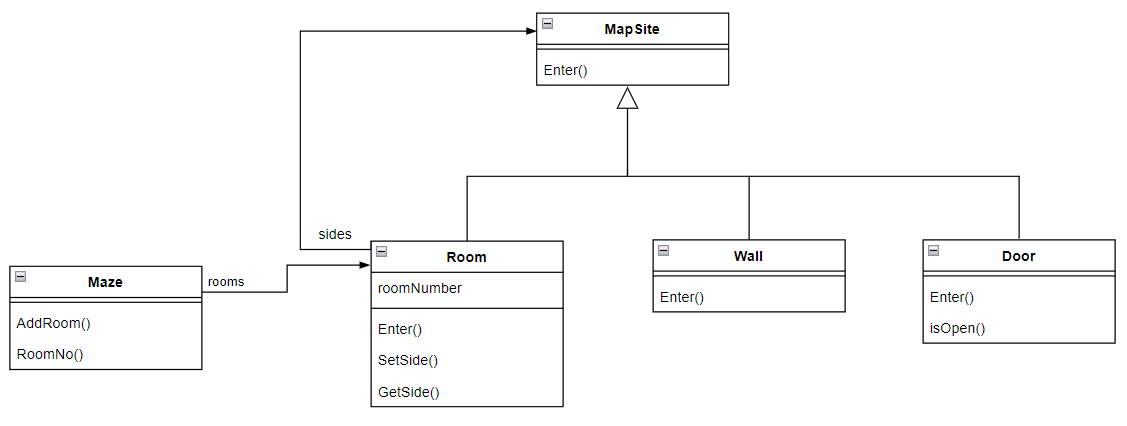 MapSite
Enter()
sides
Room
roomNumber
Enter()
SetSide()
GetSide()
Wall
Enter()
Door
Enter()
isOpen()
Maze
AddRoom()
RoomNo()
rooms